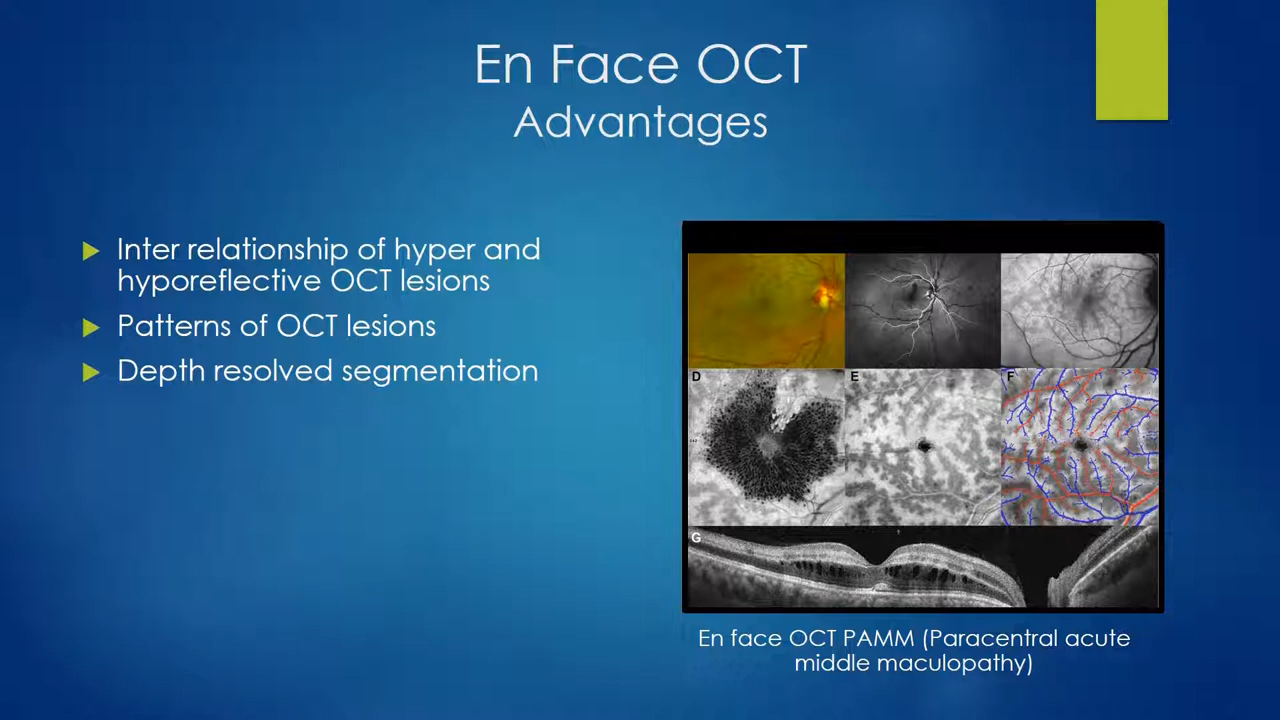 En Face OCT
Advantages
Inter relationship of hyper and
hyporeflective OCT lesions
Patterns of OCT lesions
Depth resolved segmentation
D
E
F
G
En face OCT PAMM (Paracentral acute
middle maculopathy)